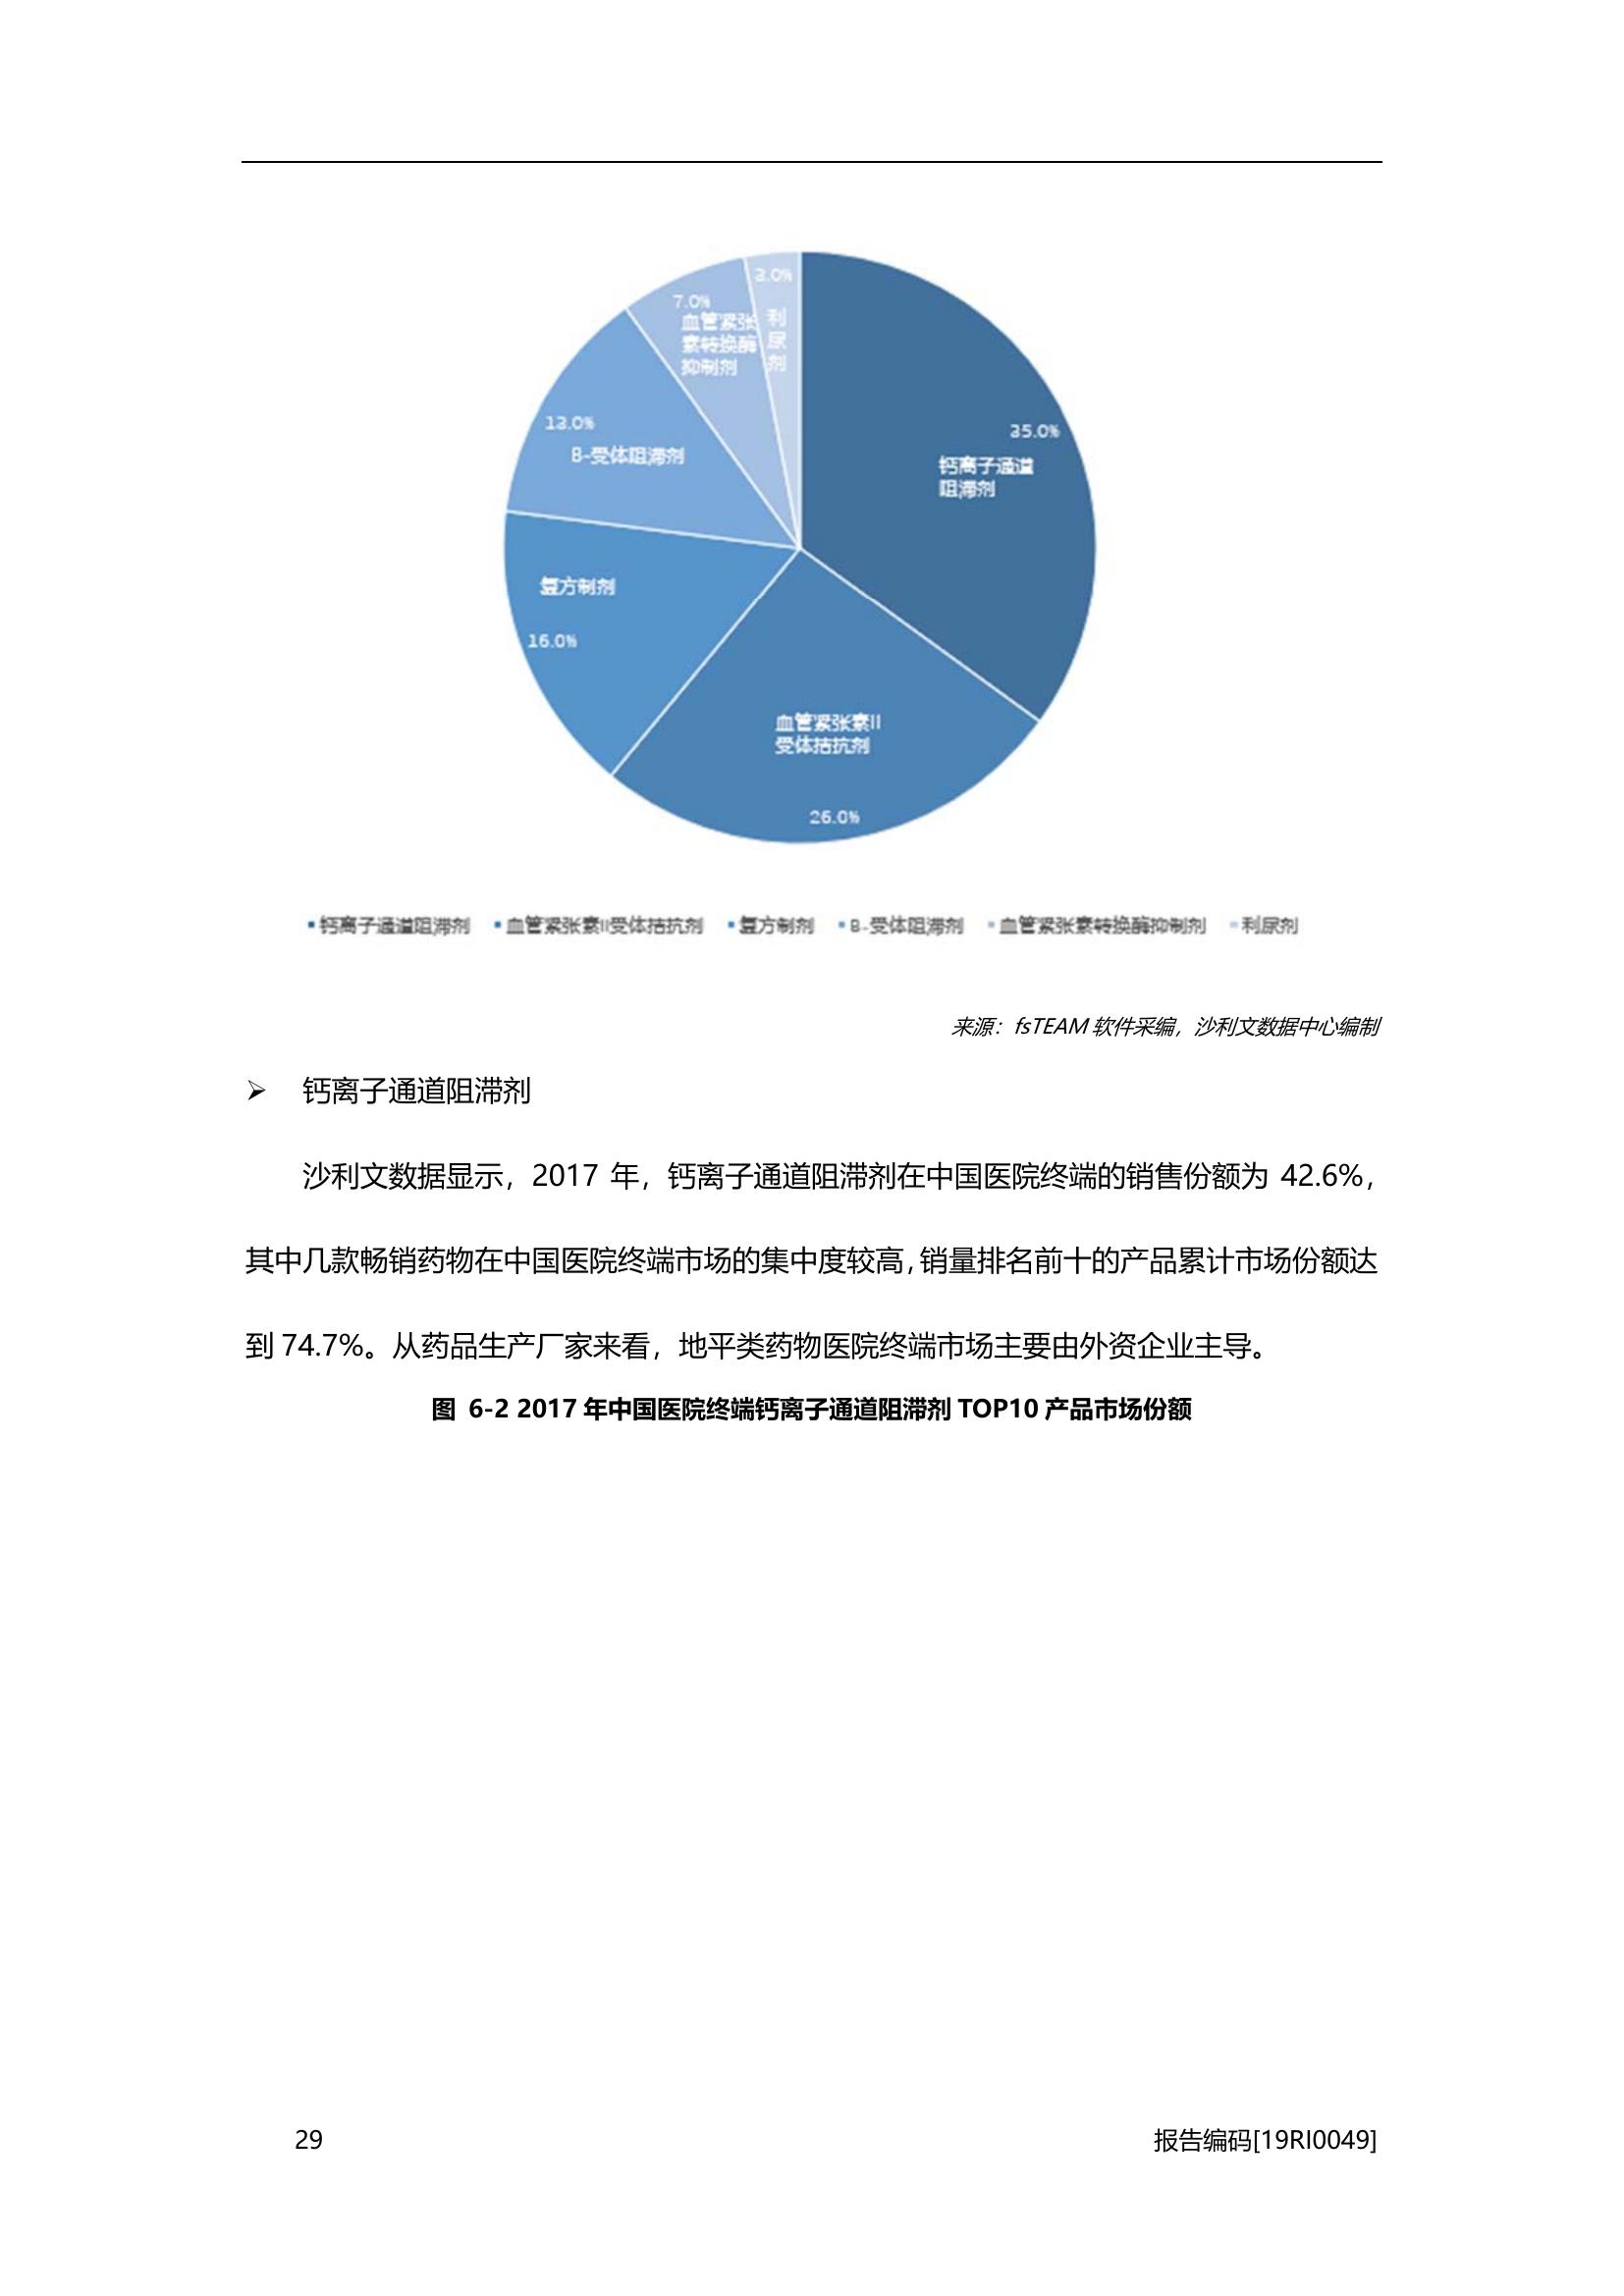 3.0%
7.0%
血管紧张
素转换酶
抑制剂
利
尿
剂
13.0%
B-受体阻滞剂
35.0%
钙离子通道
阻滞剂
复方制剂
16.0%
血管紧张素II
受体拮抗剂
26.0%
钙离子通道阻滞剂 血管紧张素II受体拮抗剂 复方制剂 B-受体阻滞剂 血管紧张素转换酶抑制剂 利尿剂
来源：fsTEAM 软件采编，沙利文数据中心编制
➢ 钙离子通道阻滞剂
沙利文数据显示，2017 年，钙离子通道阻滞剂在中国医院终端的销售份额为 42.6%，
其中几款畅销药物在中国医院终端市场的集中度较高，销量排名前十的产品累计市场份额达
到 74.7%。从药品生产厂家来看，地平类药物医院终端市场主要由外资企业主导。
图 6-2 2017 年中国医院终端钙离子通道阻滞剂 TOP10 产品市场份额
29 报告编码[19RI0049]